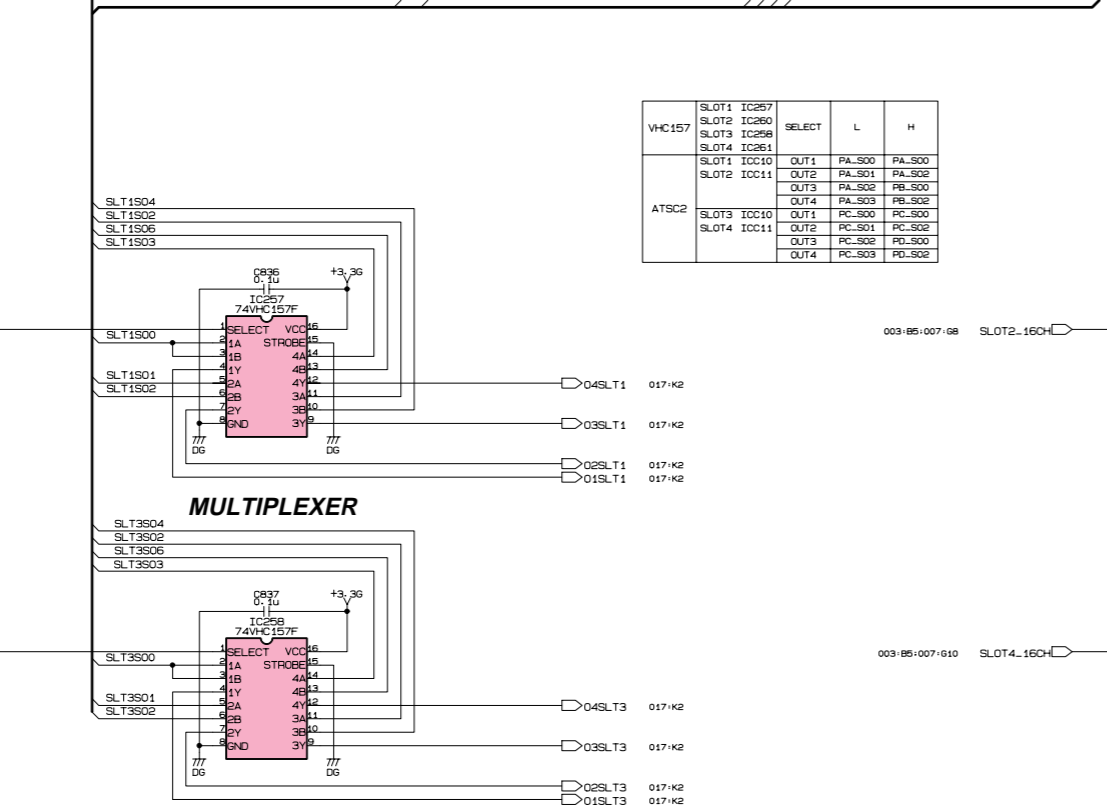 VHC157 SLOT1 IC257 SELECT L H
SLOT2 IC260
SLOT3 IC258
SLOT4 IC261
ATSC2 SLOT1 ICC10 OUT1 PA_S00 PA_S00
SLOT2 ICC11 OUT2 PA_S01 PA_S02
OUT3 PA_S02 PB_S00
OUT4 PA_S03 PB_S02
SLOT3 ICC10 OUT1 PC_S00 PC_S00
SLOT4 ICC11 OUT2 PC_S01 PC_S02
OUT3 PC_S02 PD_S00
OUT4 PC_S03 PD_S02
SLT1S04
SLT1S02
SLT1S06
SLT1S03
C836
0.1u
+3.3G
IC257
74VHC157F
1 SELECT VCC 16
SLT1S00
2 1A STROBE 15
3 1B 4A 14
4 1Y 4B 13
SLT1S01
5 2A 4Y 12
04SLT1 017:K2
SLT1S02
6 2B 3A 11
7 2Y 3B 10
8 GND 3Y 9
03SLT1 017:K2
DG
DG
02SLT1 017:K2
01SLT1 017:K2
003:B5;007:G8 SLOT2_16CH
MULTIPLEXER
SLT3S04
SLT3S02
SLT3S06
SLT3S03
C837
0.1u
+3.3G
IC258
74VHC157F
1 SELECT VCC 16
SLT3S00
2 1A STROBE 15
3 1B 4A 14
4 1Y 4B 13
SLT3S01
5 2A 4Y 12
04SLT3 017:K2
SLT3S02
6 2B 3A 11
7 2Y 3B 10
8 GND 3Y 9
03SLT3 017:K2
DG
DG
02SLT3 017:K2
01SLT3 017:K2
003:B5;007:G10 SLOT4_16CH